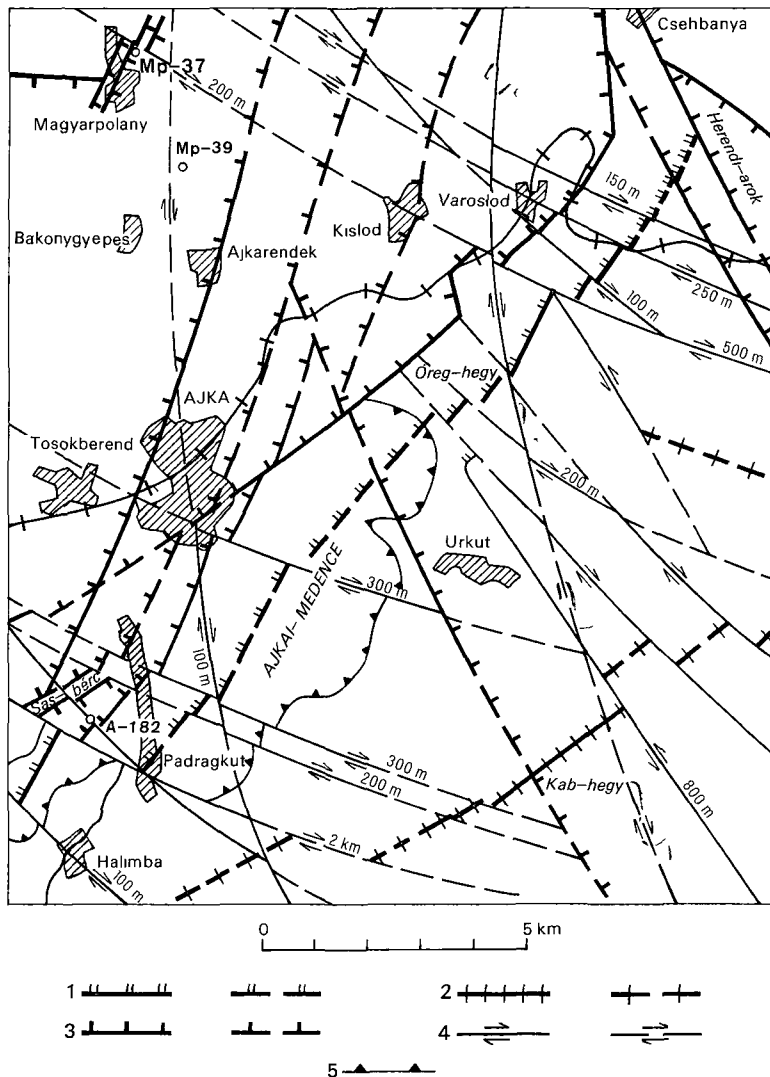 Csehbanya
Mp-37
200 m
Magyarpolany
Herendi-arok
Mp-39
150 m
Varoslod
Kislod
Bakonygyepes
Ajkarendek
250 m
100 m
500 m
Öreg-hegy
AJKA
Tosokberend
200 m
Urkut
300 m
AJKAI-MEDENCE
100 m
Sas-bérc
A-182
Padragkut
300 m
200 m
Kab-hegy
800 m
2 km
Halimba
100 m
0 5 km
1 2
3 4
5